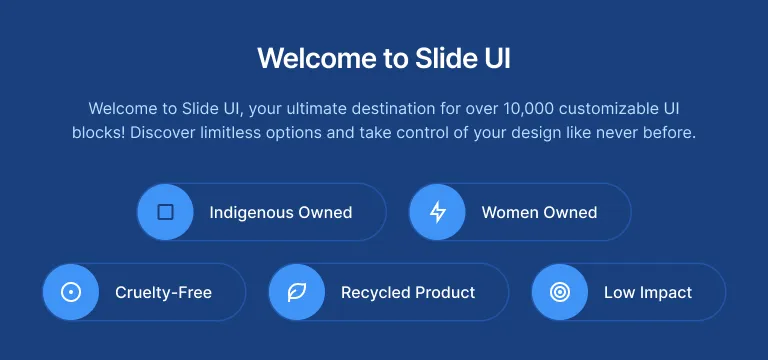 Welcome to Slide UI
Welcome to Slide UI, your ultimate destination for over 10,000 customizable UI
blocks! Discover limitless options and take control of your design like never before.
Indigenous Owned
Women Owned
Cruelty-Free
Recycled Product
Low Impact